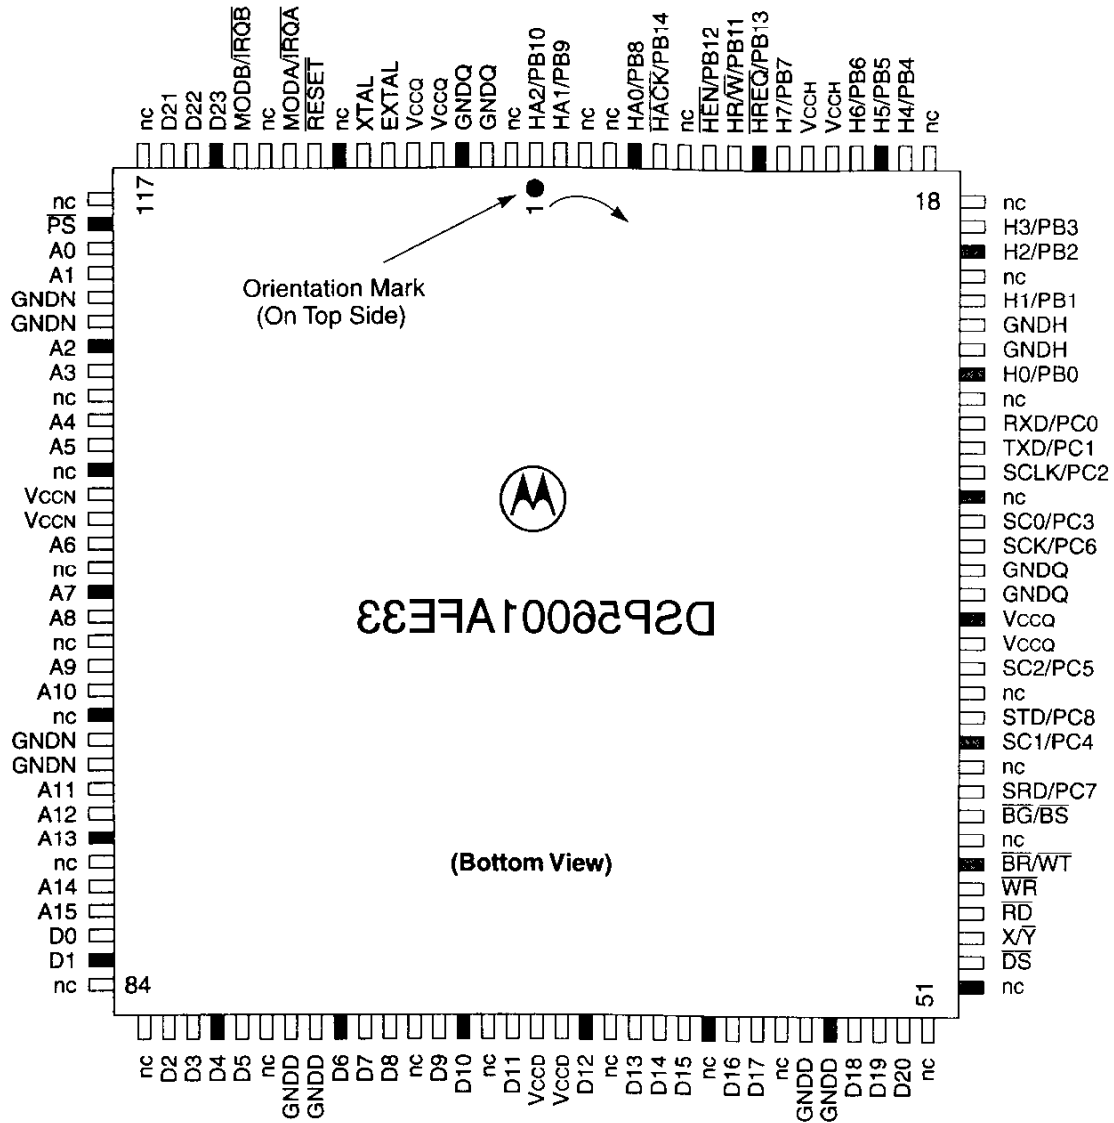 nc
D21
D22
D23
MODB/IRQB
nc
MODA/IRQA
RESET
nc
XTAL
EXTAL
VCCQ
VCCQ
GNDQ
GNDQ
nc
HA2/PB10
HA1/PB9
nc
nc
HA0/PB8
HACK/PB14
nc
HEN/PB12
HR/W/PB11
HREQ/PB13
H7/PB7
VCCH
VCCH
H6/PB6
H5/PB5
H4/PB4
nc
117
1
18
Orientation Mark
(On Top Side)
nc
PS
A0
A1
GNDN
GNDN
A2
A3
nc
A4
A5
nc
VCCN
VCCN
A6
nc
A7
A8
nc
A9
A10
nc
GNDN
GNDN
A11
A12
A13
nc
A14
A15
D0
D1
nc
DSP56001AFE33
(Bottom View)
nc
H3/PB3
H2/PB2
nc
H1/PB1
GNDH
GNDH
H0/PB0
nc
RXD/PC0
TXD/PC1
SCLK/PC2
nc
SC0/PC3
SCK/PC6
GNDQ
GNDQ
VCCQ
VCCQ
SC2/PC5
nc
STD/PC8
SC1/PC4
nc
SRD/PC7
BG/BS
nc
BR/WT
WR
RD
X/Y
DS
nc
84
51
nc
D2
D3
D4
D5
nc
GNDD
GNDD
D6
D7
D8
nc
D9
D10
nc
D11
VCCD
VCCD
D12
D13
D14
D15
nc
D16
D17
nc
GNDD
GNDD
D18
D19
D20
nc